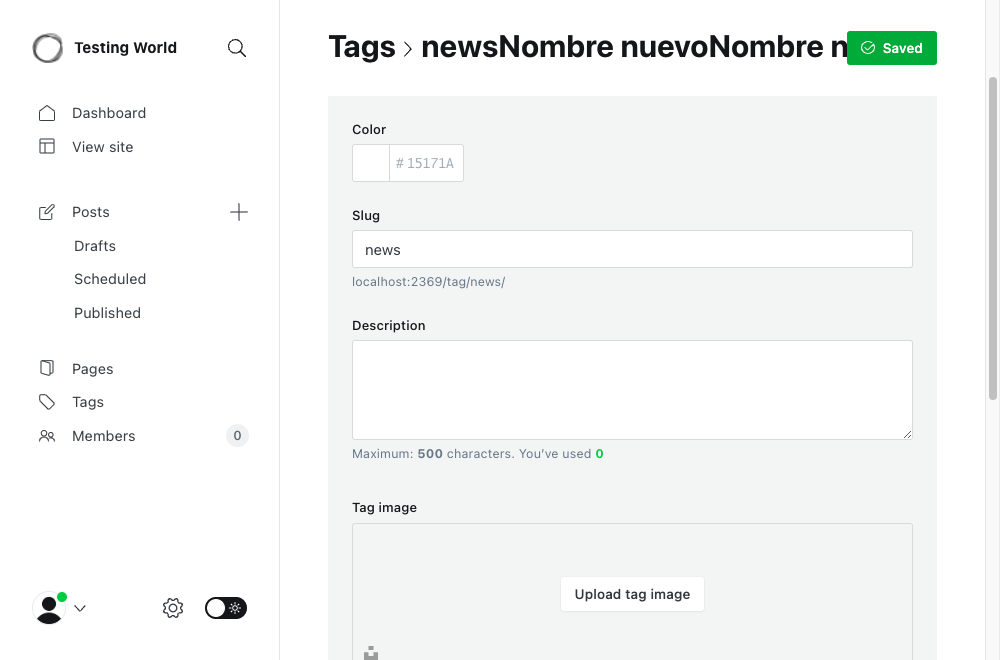 Testing World
Dashboard
View site
Posts
Drafts
Scheduled
Published
Pages
Tags
Members
0
Tags > newsNombre nuevoNombre n
Saved
Color
# 15171A
Slug
news
localhost:2369/tag/news/
Description
Maximum: 500 characters. You've used 0
Tag image
Upload tag image